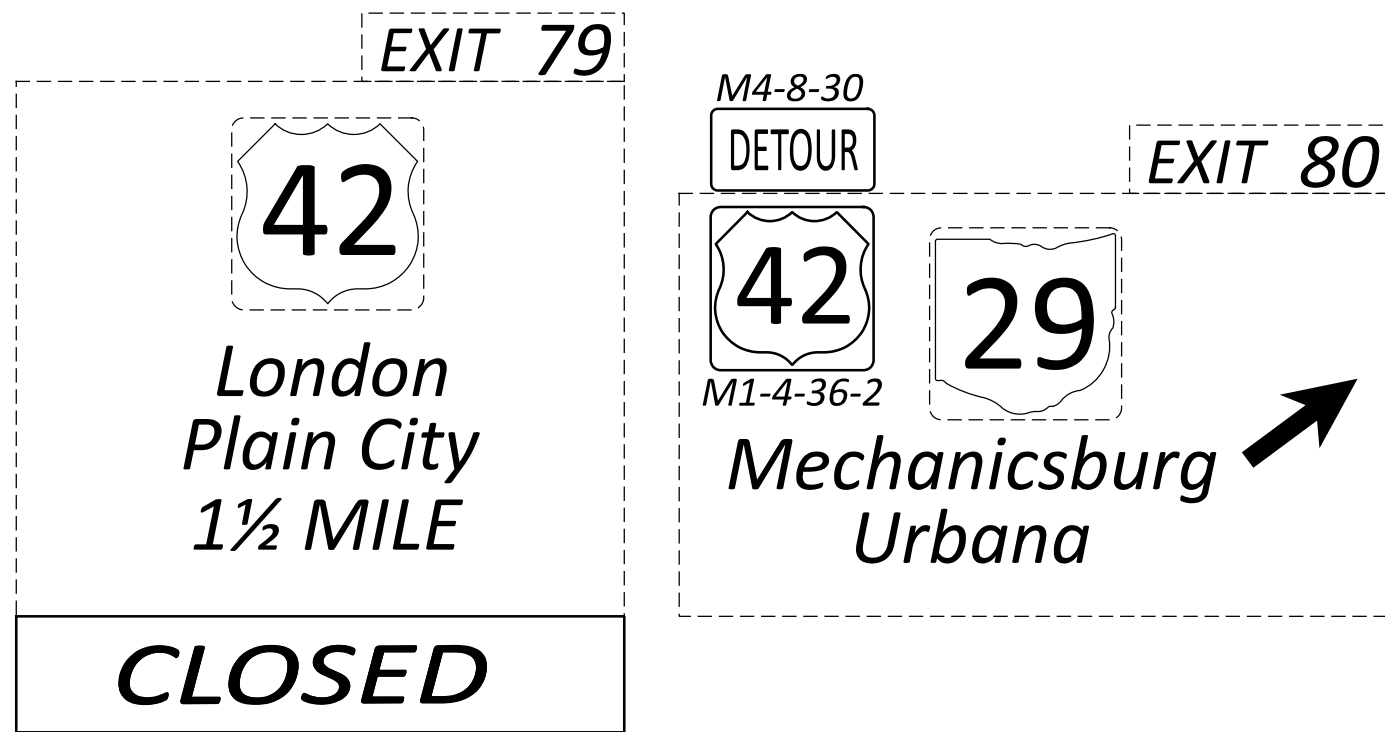 EXIT 79
42
London
Plain City
1½ MILE
CLOSED
M4-8-30
DETOUR
EXIT 80
42
29
M1-4-36-2
Mechanicsburg
Urbana